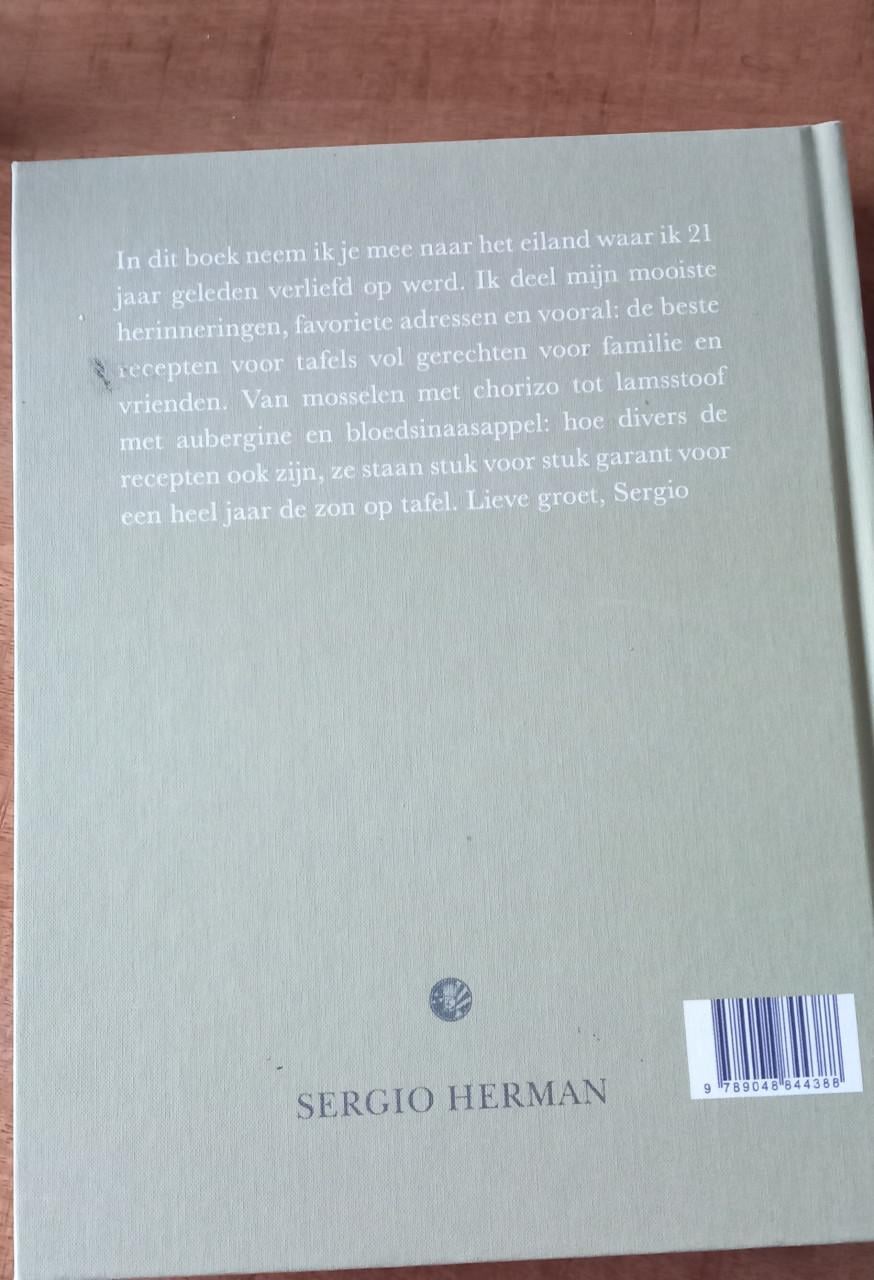 In dit boek neem ik je mee naar het eiland waar ik 21
jaar geleden verliefd op werd. Ik deel mijn mooiste
herinneringen, favoriete adressen en vooral: de beste
recepten voor tafels vol gerechten voor familie en
vrienden. Van mosselen met chorizo tot lamsstoof
met aubergine en bloedsinaasappel: hoe divers de
recepten ook zijn, ze staan stuk voor stuk garant voor
een heel jaar de zon op tafel. Lieve groet, Sergio
SERGIO HERMAN
9 789048 844388